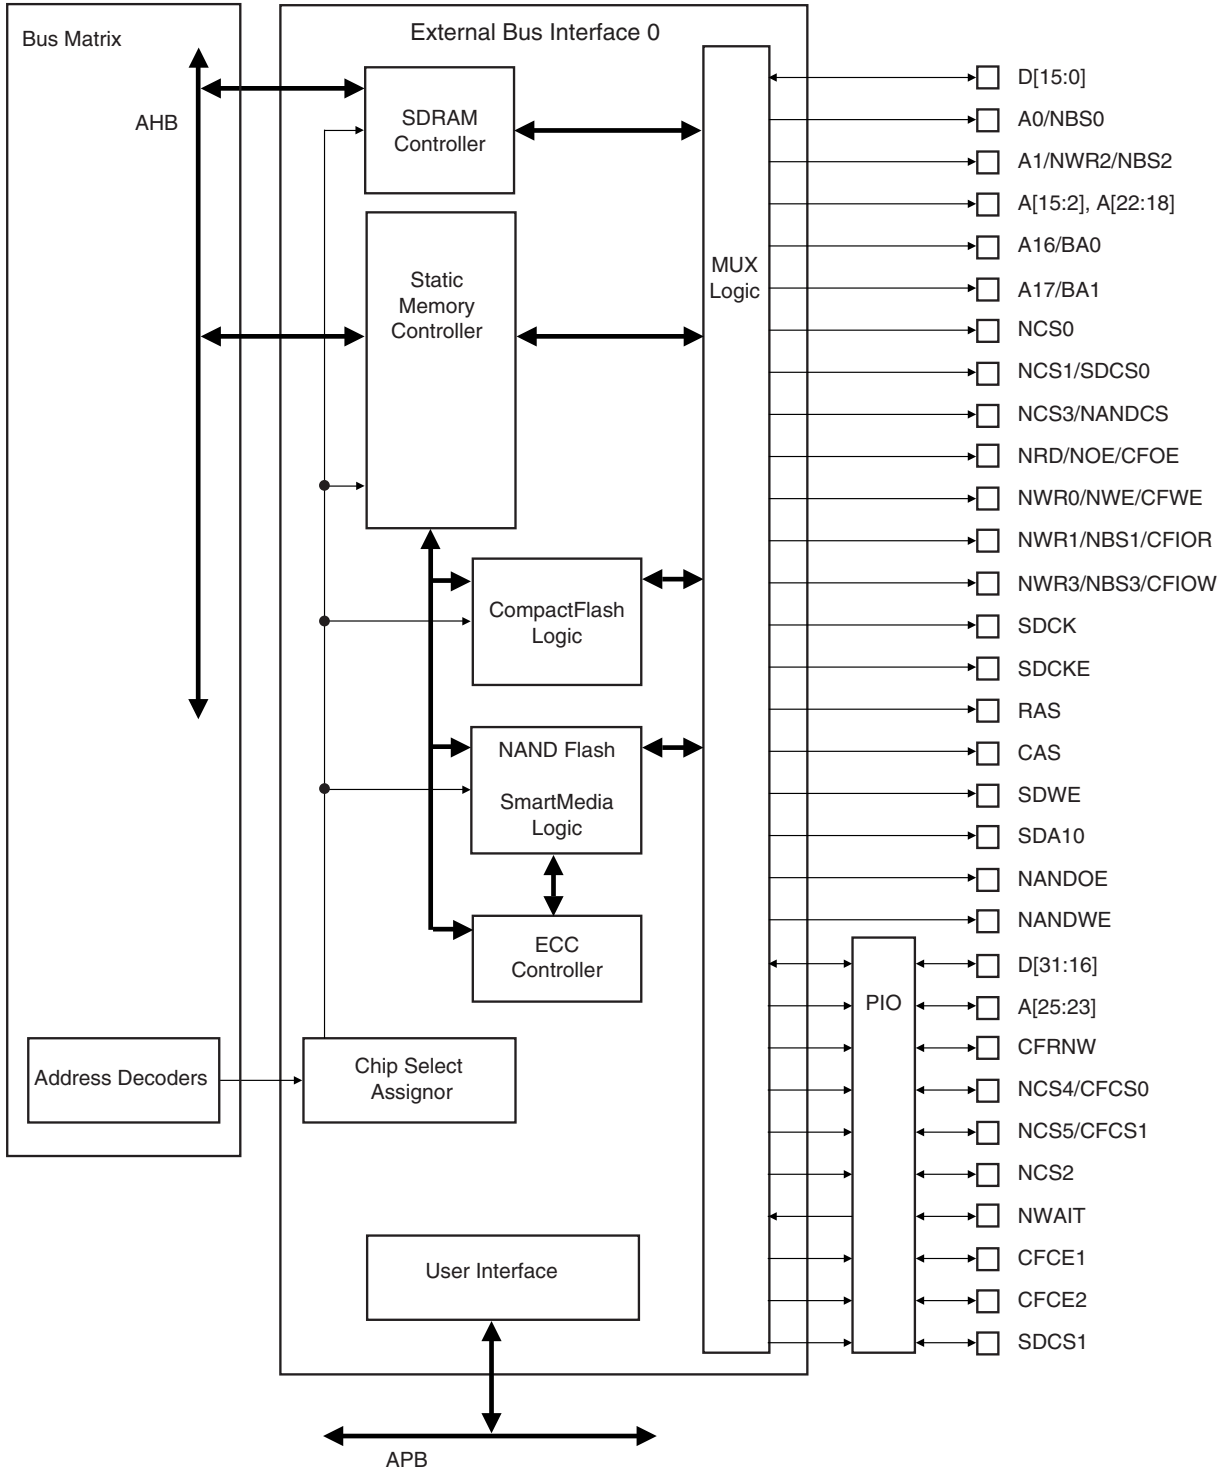 Bus Matrix
External Bus Interface 0
AHB
SDRAM
Controller
Static
Memory
Controller
MUX
Logic
CompactFlash
Logic
NAND Flash
SmartMedia
Logic
ECC
Controller
Address Decoders
Chip Select
Assignor
User Interface
APB
PIO
D[15:0]
A0/NBS0
A1/NWR2/NBS2
A[15:2], A[22:18]
A16/BA0
A17/BA1
NCS0
NCS1/SDCS0
NCS3/NANDCS
NRD/NOE/CFOE
NWR0/NWE/CFWE
NWR1/NBS1/CFIOR
NWR3/NBS3/CFIOW
SDCK
SDCKE
RAS
CAS
SDWE
SDA10
NANDOE
NANDWE
D[31:16]
A[25:23]
CFRNW
NCS4/CFCS0
NCS5/CFCS1
NCS2
NWAIT
CFCE1
CFCE2
SDCS1